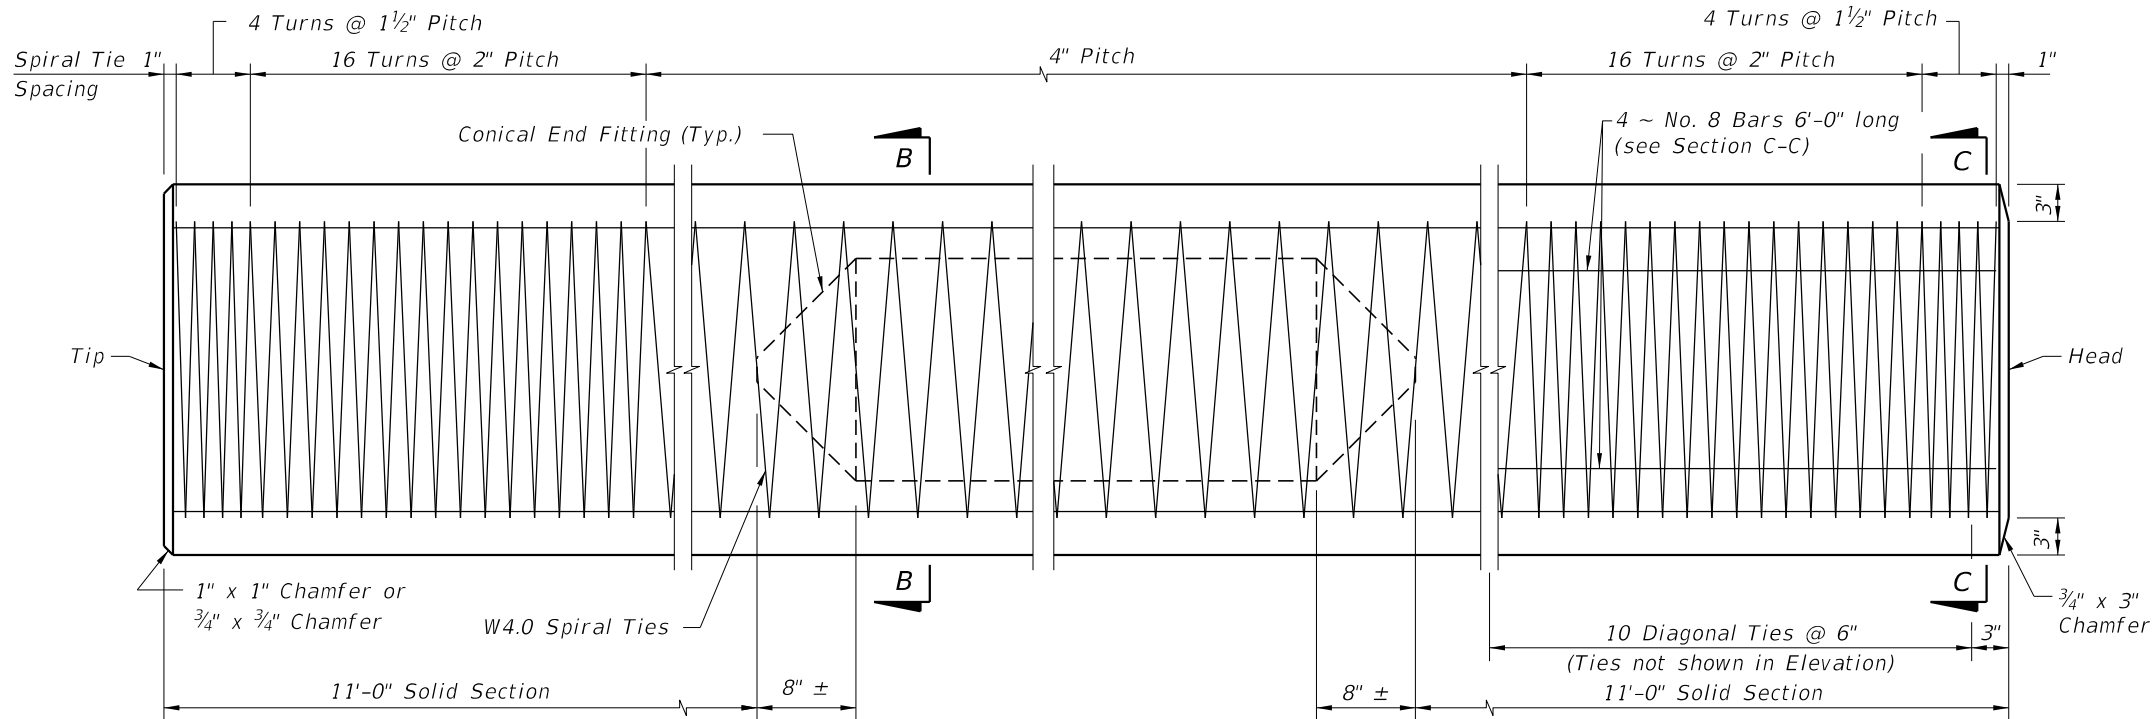 4 Turns @ 1½" Pitch
4 Turns @ 1½" Pitch
Spiral Tie 1"
Spacing
16 Turns @ 2" Pitch
4" Pitch
16 Turns @ 2" Pitch
1"
Conical End Fitting (Typ.)
B
4 ~ No. 8 Bars 6'-0" long
(see Section C-C)
C
3"
Tip
Head
3"
1" x 1" Chamfer or
¾" x ¾" Chamfer
W4.0 Spiral Ties
B
C
¾" x 3"
Chamfer
10 Diagonal Ties @ 6"
3"
(Ties not shown in Elevation)
11'-0" Solid Section
8" ±
8" ±
11'-0" Solid Section